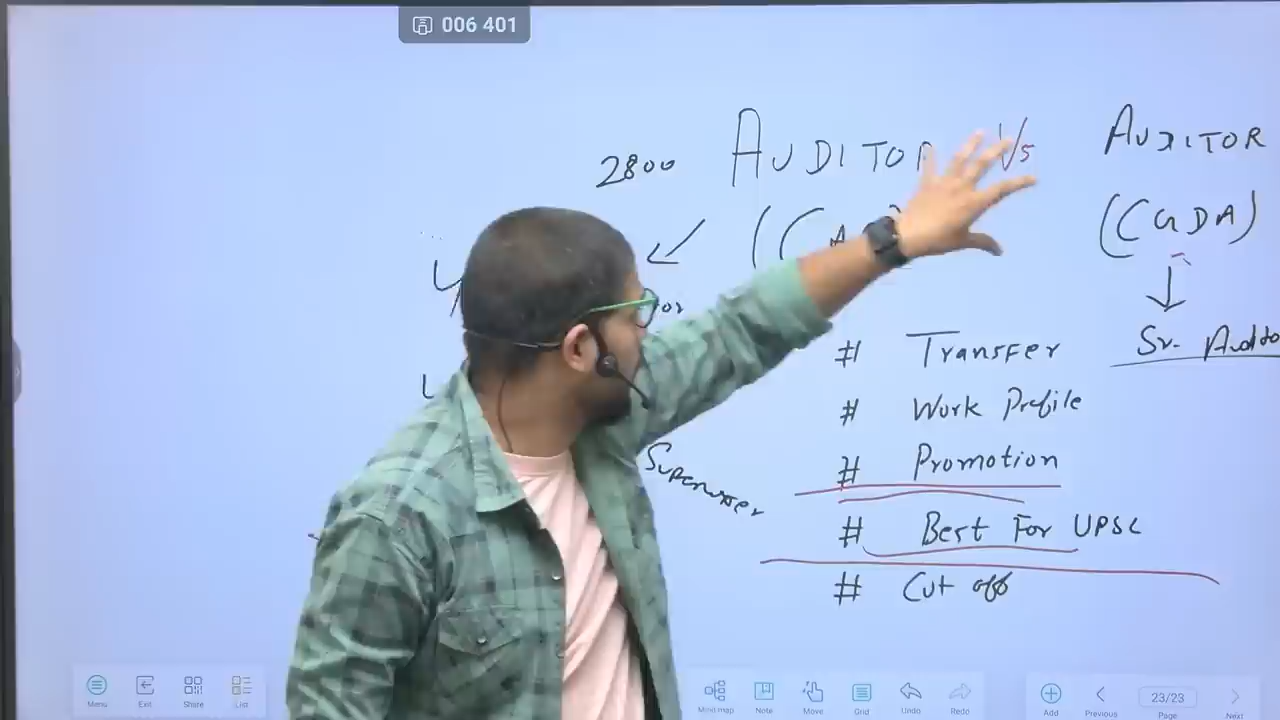 006 401
2800 AUDITOR Vs AUDITOR
(CGDA)
Sr. Audito
# Transfer
# Work Profile
# Promotion
# Best For UPSC
# Cut off
Menu Exit Share List Mind map Note Move Grid Undo Redo Add Previous 23/23 Page Next